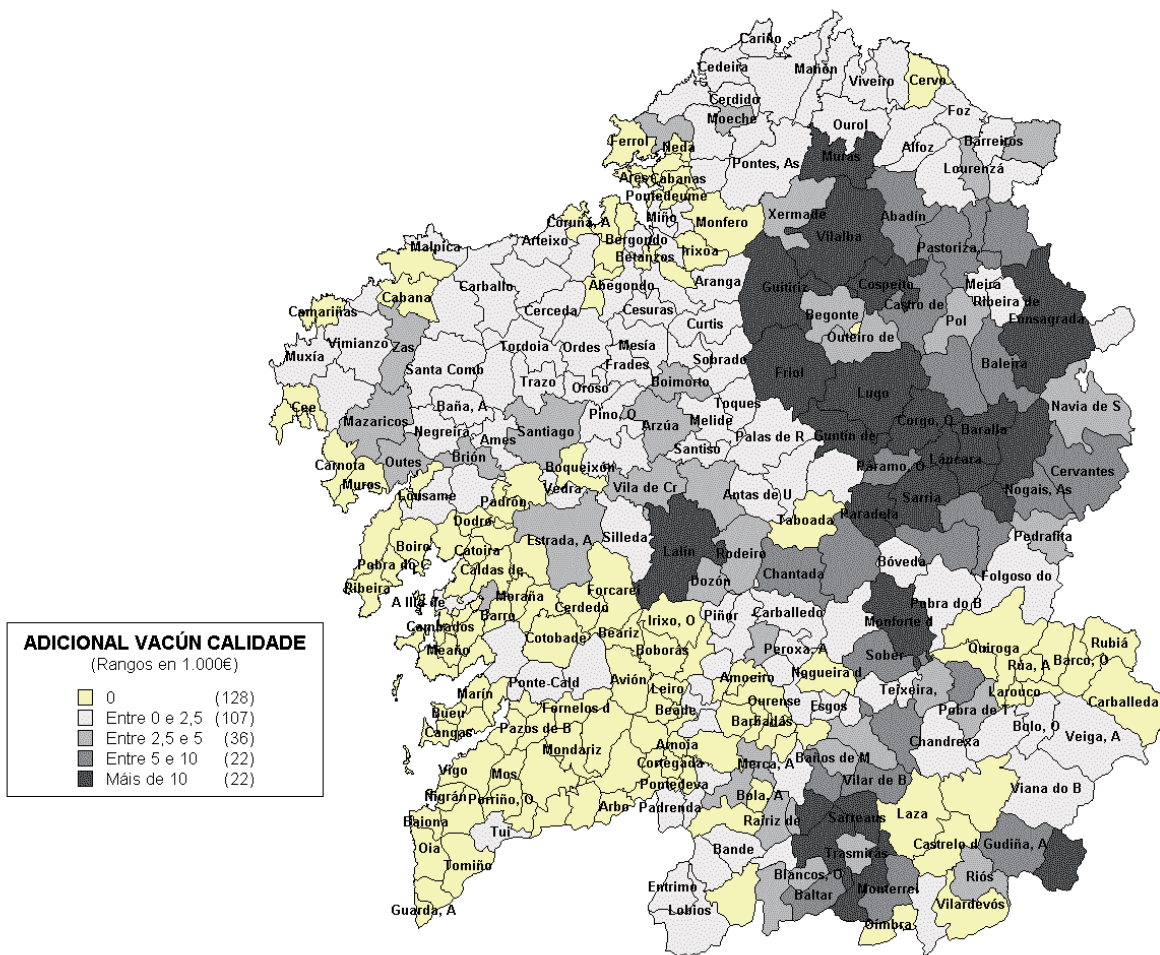 Cariño
Cedeira
Mañón
Viveiro
Cervo
Cerdido
Foz
Moeche
Ourol
Alfoz
Barreiros
Ferrol
Neda
Pontes, As
Muras
Lourenzá
Ares
Cabanas
Pontedeume
Xermade
Abadín
Miño
Monfero
Coruña, A
Vilalba
Arteixo
Bergondo
Pastoriza,
Malpica
Betanzos
Irixoa
Aranga
Carballo
Abegondo
Guitiriz
Cospeito
Meira
Cabana
Castro de
Ribeira de
Camariñas
Cerceda
Cesuras
Begonte
Fonsagrada
Curtis
Pol
Vimianzo
Zas
Tordoia
Ordes
Mesía
Outeiro de
Muxía
Sobrado
Frades
Baleira
Santa Comb
Friol
Trazo
Oroso
Boimorto
Lugo
Cee
Baña, A
Toques
Navia de S
Mazaricos
Pino, O
Melide
Corgo, O
Negreira
Santiago
Arzúa
Baralla
Ames
Palas de R
Guntín de
Santiso
Brión
Láncara
Carnota
Outes
Boqueixón
Páramo, O
Cervantes
Muros
Vedra
Vila de Cr
Sarria
Nogais, As
Lousame
Padrón
Antas de U
Taboada
Paradela
Dodro
Estrada, A
Silleda
Pedrafita
Boiro
Catoira
Lalín
Rodeiro
Bóveda
Pobra do C
Caldas de
Dozón
Chantada
Folgoso do
Ribeira
Moraña
Forcarei
A Illa de
Barro
Cerdedo
Piñor
Carballedo
Pobra do B
Cambados
Irixo, O
Monforte d
Cotobade
Beariz
Rubiá
Meaño
Boborás
Peroxa, A
Sober
Quiroga
Barco, O
Rúa, A
Ponte-Cald
Avión
Amoeiro
Nogueira d
Marín
Leiro
Teixeira,
Larouco
Fornelos d
Ourense
Esgos
Carballeda
Bueu
Beade
Pobra de T
Pazos de B
Barbadás
Bolo, O
Cangas
Chandrexa
Veiga, A
Mondariz
Arnoia
Merca, A
Baños de M
Cortegada
Vigo
Mos
Vilar de B
Pontedeva
Viana do B
Nigrán
Porriño, O
Arbo
Padrenda
Bola, A
Baiona
Rairiz de
Sarreaus
Laza
Tui
Oia
Bande
Trasmirás
Castrelo d
Gudiña, A
Tomiño
Blancos, O
Riós
Entrimo
Baltar
Monterrei
Vilardevós
Guarda, A
Lobios
Oímbra
ADICIONAL VACÚN CALIDADE
(Rangos en 1.000€)
0 (128)
Entre 0 e 2,5 (107)
Entre 2,5 e 5 (36)
Entre 5 e 10 (22)
Máis de 10 (22)